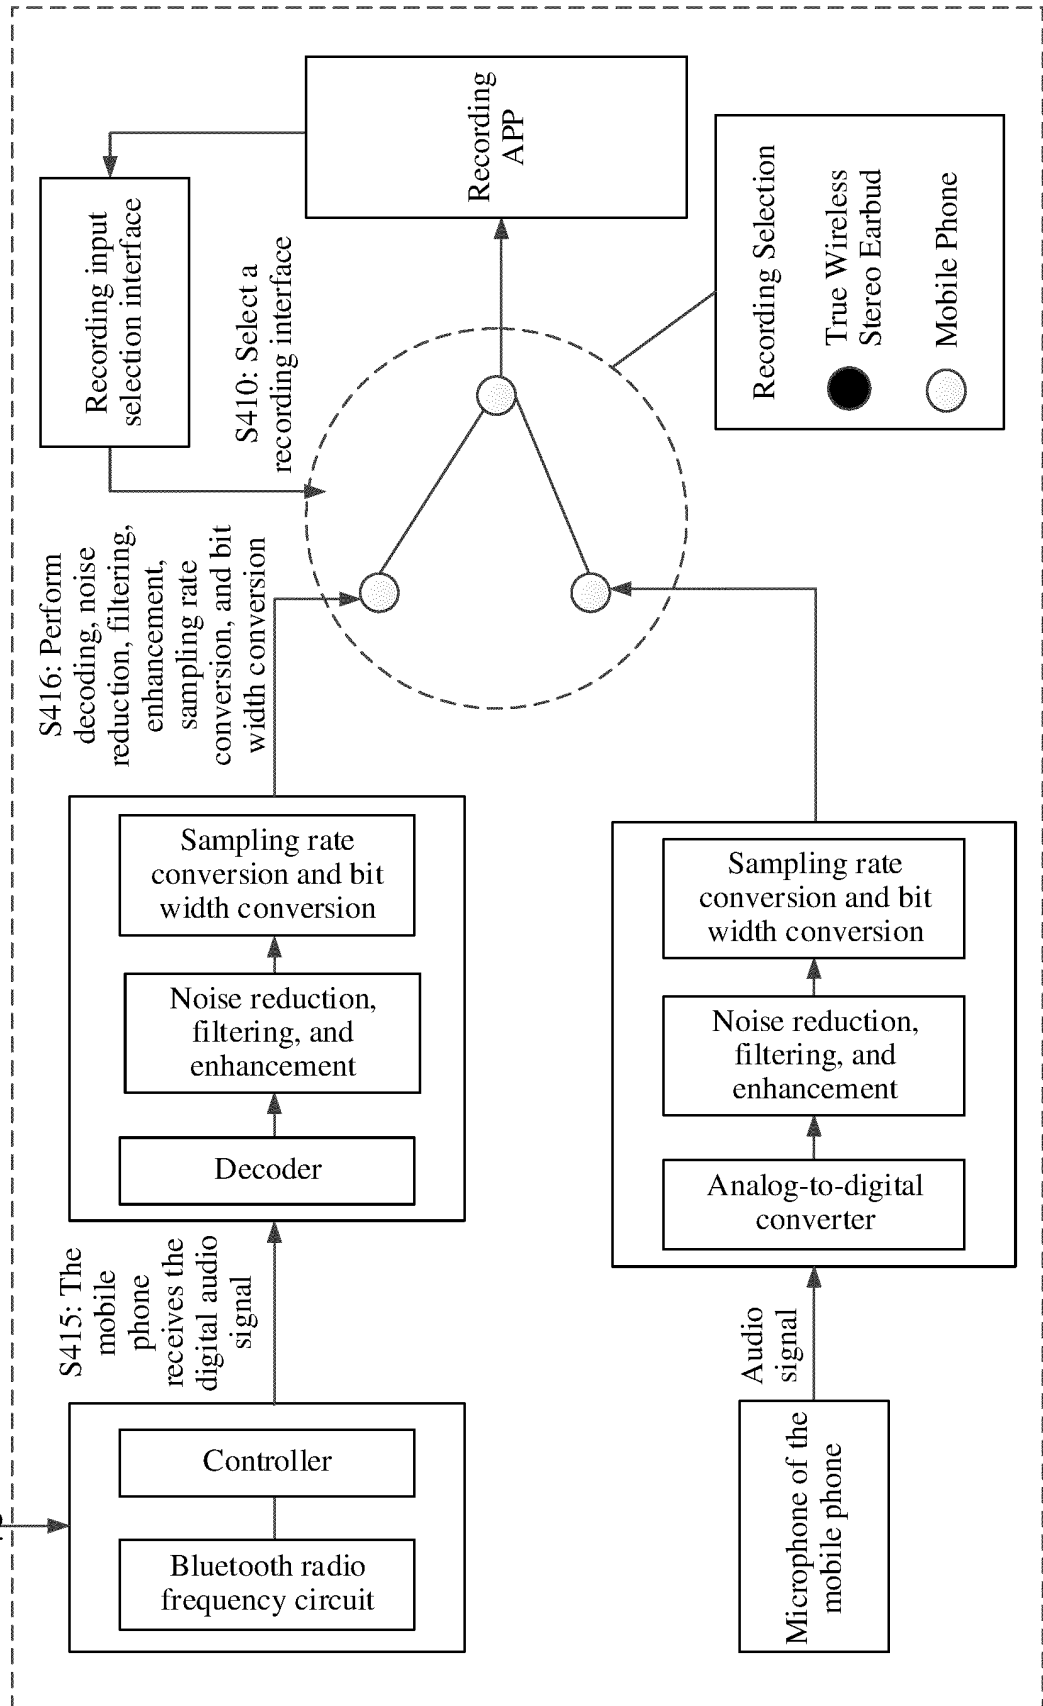 Recording
APP
Recording input
selection interface
S410: Select a
recording interface
Recording Selection
True Wireless
Stereo Earbud
Mobile Phone
S416: Perform
decoding, noise
reduction, filtering,
enhancement,
sampling rate
conversion, and bit
width conversion
Sampling rate
conversion and bit
width conversion
Noise reduction,
filtering, and
enhancement
Decoder
S415: The
mobile
phone
receives the
digital audio
signal
Controller
Bluetooth radio
frequency circuit
Sampling rate
conversion and bit
width conversion
Noise reduction,
filtering, and
enhancement
Analog-to-digital
converter
Audio
signal
Microphone of the
mobile phone